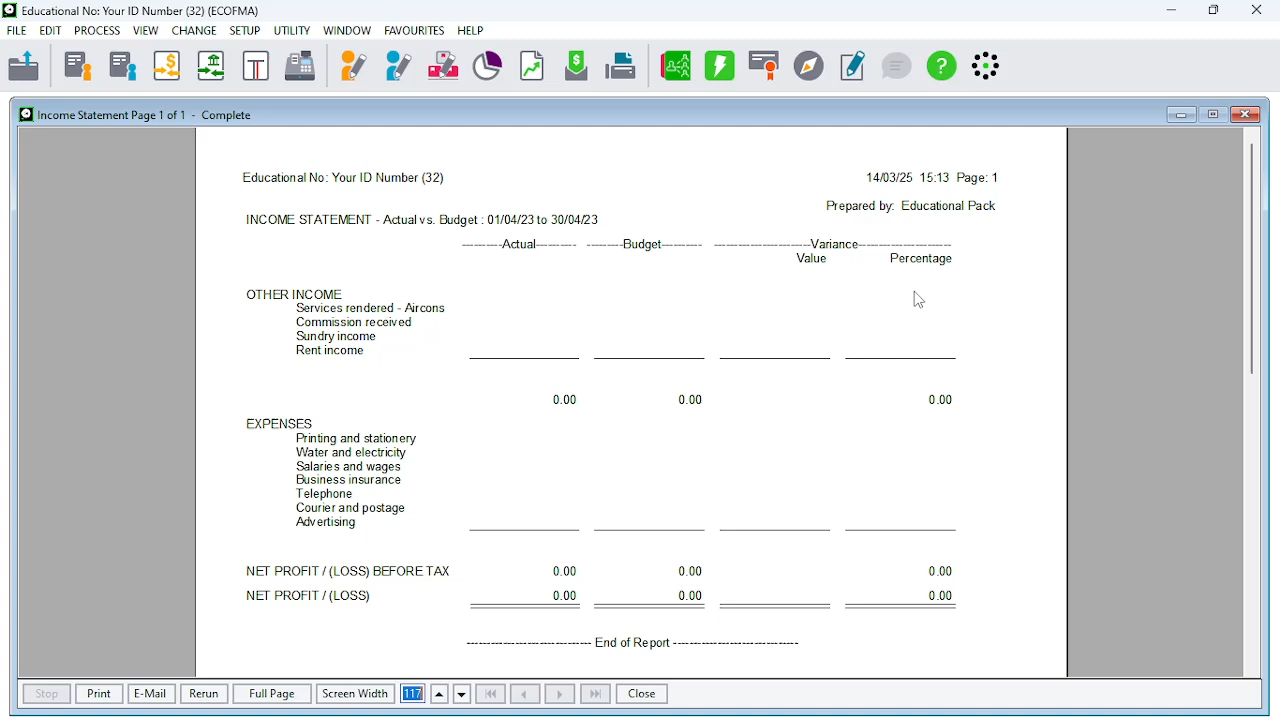 Educational No: Your ID Number (32) (ECOFMA)
FILE EDIT PROCESS VIEW CHANGE SETUP UTILITY WINDOW FAVOURITES HELP
Income Statement Page 1 of 1 - Complete
Educational No: Your ID Number (32) 14/03/25 15:13 Page: 1
Prepared by: Educational Pack
INCOME STATEMENT - Actual vs. Budget : 01/04/23 to 30/04/23
----------Actual---------- ---------Budget---------- ------------------------Variance------------------------
Value Percentage
OTHER INCOME
Services rendered - Aircons
Commission received
Sundry income
Rent income
0.00 0.00 0.00
EXPENSES
Printing and stationery
Water and electricity
Salaries and wages
Business insurance
Telephone
Courier and postage
Advertising
NET PROFIT / (LOSS) BEFORE TAX 0.00 0.00 0.00
NET PROFIT / (LOSS) 0.00 0.00 0.00
------------------------------- End of Report -------------------------------
Stop Print E-Mail Rerun Full Page Screen Width 117 Close